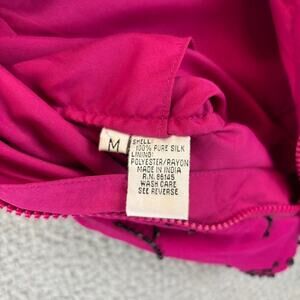 M
SHELL:
100% PURE SILK
LINING:
POLYESTER/RAYON
MADE IN INDIA
R.N. 86145
WASH CARE
SEE REVERSE